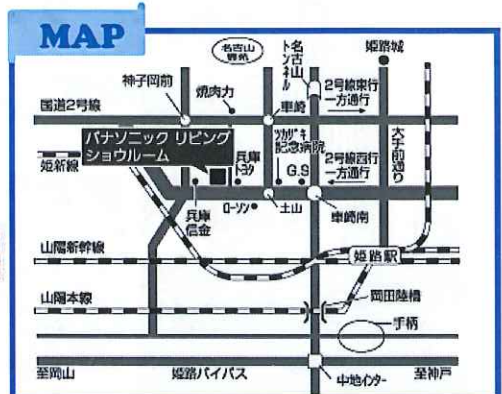 MAP
名古山
霊苑
名古山
トンネル
姫路城
神子岡前
焼肉力
車崎
2号線東行
一方通行
国道2号線
パナソニック リビング
ショウルーム
ツカザキ
記念病院
大手前通り
兵庫
トヨタ
2号線西行
一方通行
姫新線
G.S
兵庫
信金
ローソン
土山
車崎南
山陽新幹線
姫路駅
山陽本線
岡田陸橋
手柄
至岡山
姫路バイパス
中地インター
至神戸